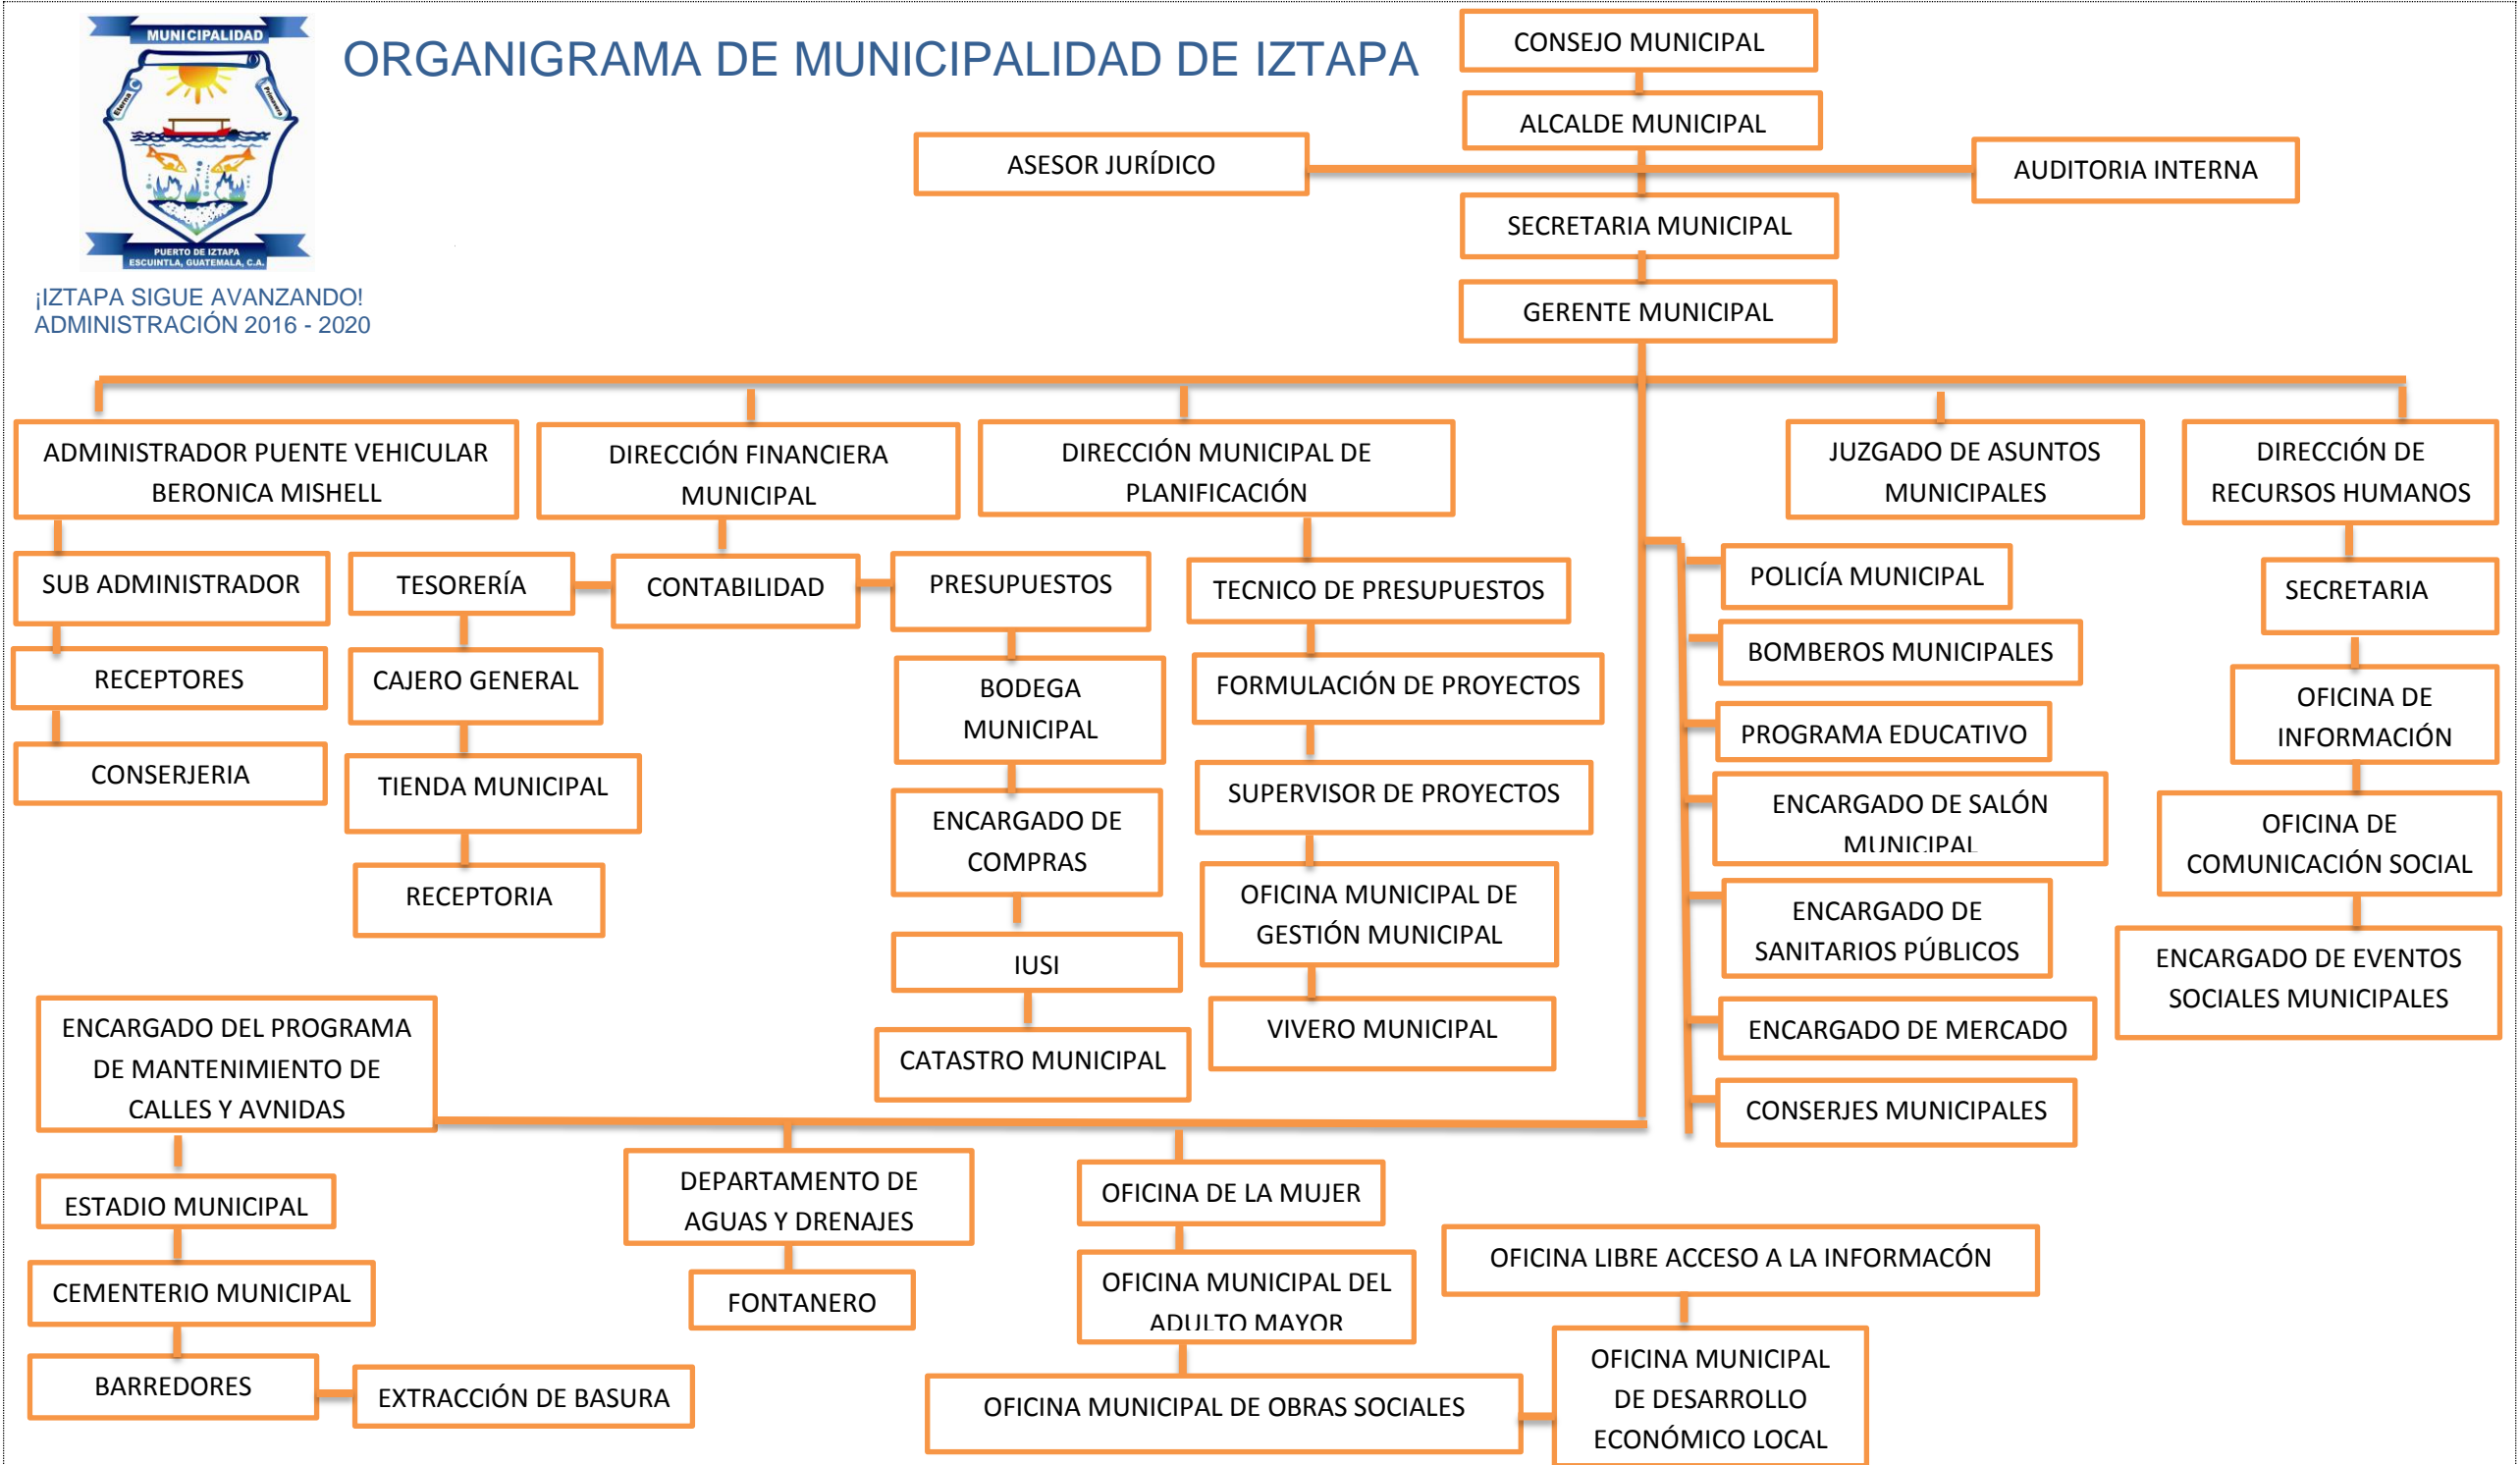 MUNICIPALIDAD
Eterna
Primavera
PUERTO DE IZTAPA
ESCUINTLA, GUATEMALA, C.A.
¡IZTAPA SIGUE AVANZANDO!
ADMINISTRACIÓN 2016 - 2020
ORGANIGRAMA DE MUNICIPALIDAD DE IZTAPA
CONSEJO MUNICIPAL
ALCALDE MUNICIPAL
ASESOR JURÍDICO
AUDITORIA INTERNA
SECRETARIA MUNICIPAL
GERENTE MUNICIPAL
ADMINISTRADOR PUENTE VEHICULAR
BERONICA MISHELL
SUB ADMINISTRADOR
RECEPTORES
CONSERJERIA
DIRECCIÓN FINANCIERA
MUNICIPAL
TESORERÍA
CONTABILIDAD
PRESUPUESTOS
CAJERO GENERAL
TIENDA MUNICIPAL
RECEPTORIA
BODEGA
MUNICIPAL
ENCARGADO DE
COMPRAS
IUSI
CATASTRO MUNICIPAL
DIRECCIÓN MUNICIPAL DE
PLANIFICACIÓN
TECNICO DE PRESUPUESTOS
FORMULACIÓN DE PROYECTOS
SUPERVISOR DE PROYECTOS
OFICINA MUNICIPAL DE
GESTIÓN MUNICIPAL
VIVERO MUNICIPAL
JUZGADO DE ASUNTOS
MUNICIPALES
POLICÍA MUNICIPAL
BOMBEROS MUNICIPALES
PROGRAMA EDUCATIVO
ENCARGADO DE SALÓN
MUNICIPAL
ENCARGADO DE
SANITARIOS PÚBLICOS
ENCARGADO DE MERCADO
CONSERJES MUNICIPALES
DIRECCIÓN DE
RECURSOS HUMANOS
SECRETARIA
OFICINA DE
INFORMACIÓN
OFICINA DE
COMUNICACIÓN SOCIAL
ENCARGADO DE EVENTOS
SOCIALES MUNICIPALES
ENCARGADO DEL PROGRAMA
DE MANTENIMIENTO DE
CALLES Y AVNIDAS
ESTADIO MUNICIPAL
CEMENTERIO MUNICIPAL
BARREDORES
EXTRACCIÓN DE BASURA
DEPARTAMENTO DE
AGUAS Y DRENAJES
FONTANERO
OFICINA DE LA MUJER
OFICINA MUNICIPAL DEL
ADULTO MAYOR
OFICINA MUNICIPAL DE OBRAS SOCIALES
OFICINA LIBRE ACCESO A LA INFORMACÓN
OFICINA MUNICIPAL
DE DESARROLLO
ECONÓMICO LOCAL